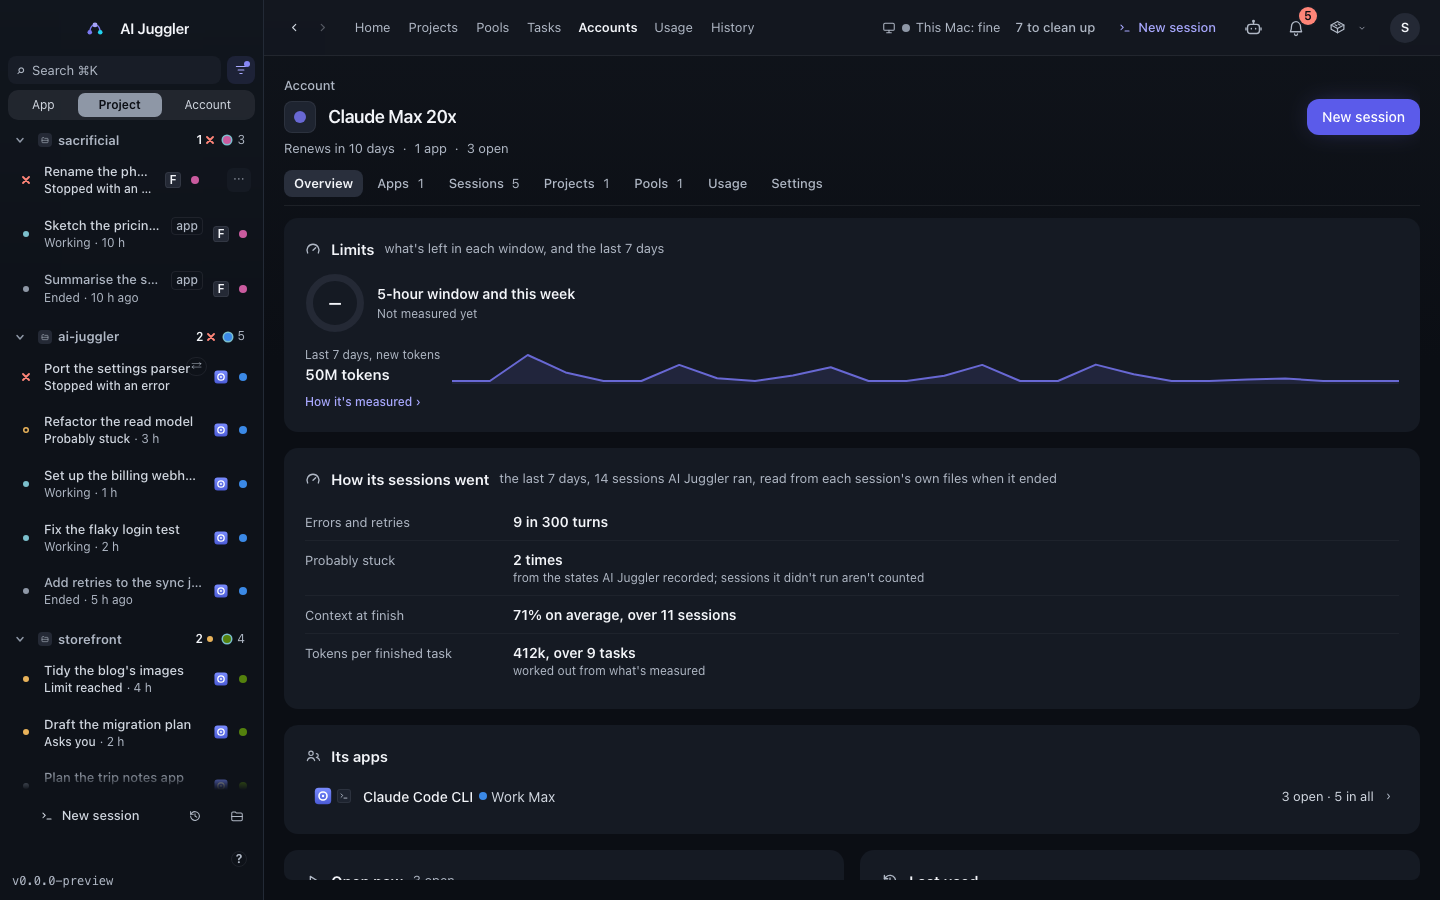 AI Juggler
Search ⌘K
App Project Account
sacrificial 1 3
Rename the ph...
Stopped with an ... F
Sketch the pricin... app
Working · 10 h F
Summarise the s... app
Ended · 10 h ago F
ai-juggler 2 5
Port the settings parser
Stopped with an error
Refactor the read model
Probably stuck · 3 h
Set up the billing webh...
Working · 1 h
Fix the flaky login test
Working · 2 h
Add retries to the sync j...
Ended · 5 h ago
storefront 2 4
Tidy the blog's images
Limit reached · 4 h
Draft the migration plan
Asks you · 2 h
Plan the trip notes app
New session
?
v0.0.0-preview
Home Projects Pools Tasks Accounts Usage History
This Mac: fine 7 to clean up New session 5 S
Account
Claude Max 20x
New session
Renews in 10 days · 1 app · 3 open
Overview Apps 1 Sessions 5 Projects 1 Pools 1 Usage Settings
Limits what's left in each window, and the last 7 days
–
5-hour window and this week
Not measured yet
Last 7 days, new tokens
50M tokens
How it's measured ›
How its sessions went the last 7 days, 14 sessions AI Juggler ran, read from each session's own files when it ended
Errors and retries 9 in 300 turns
Probably stuck 2 times
from the states AI Juggler recorded; sessions it didn't run aren't counted
Context at finish 71% on average, over 11 sessions
Tokens per finished task 412k, over 9 tasks
worked out from what's measured
Its apps
Claude Code CLI Work Max 3 open · 5 in all ›
Open now 3 open
Last used